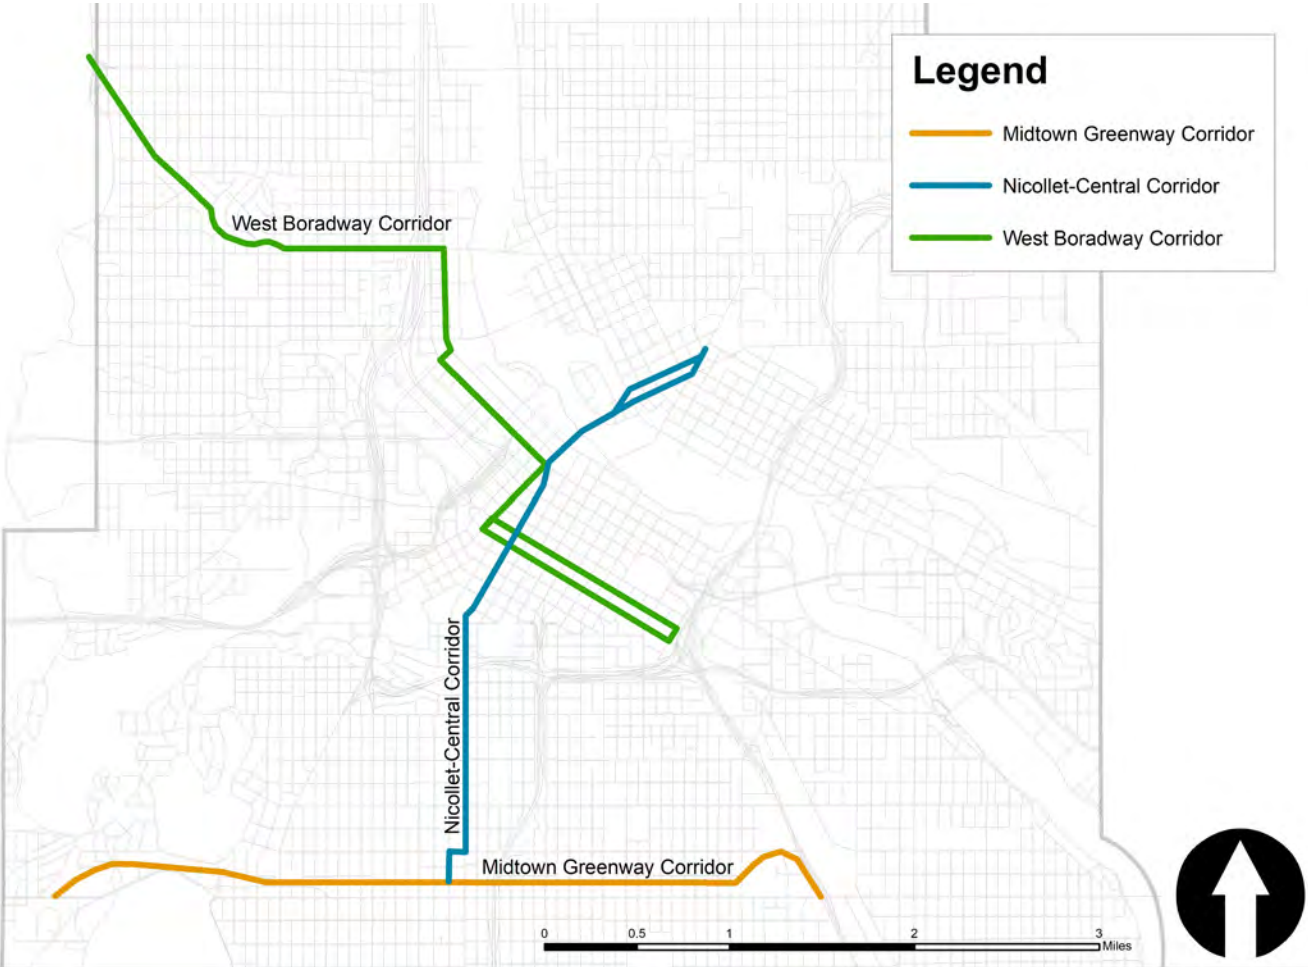 Legend
Midtown Greenway Corridor
Nicollet-Central Corridor
West Boradway Corridor
West Boradway Corridor
Nicollet-Central Corridor
Midtown Greenway Corridor
0 0.5 1 2 3
Miles